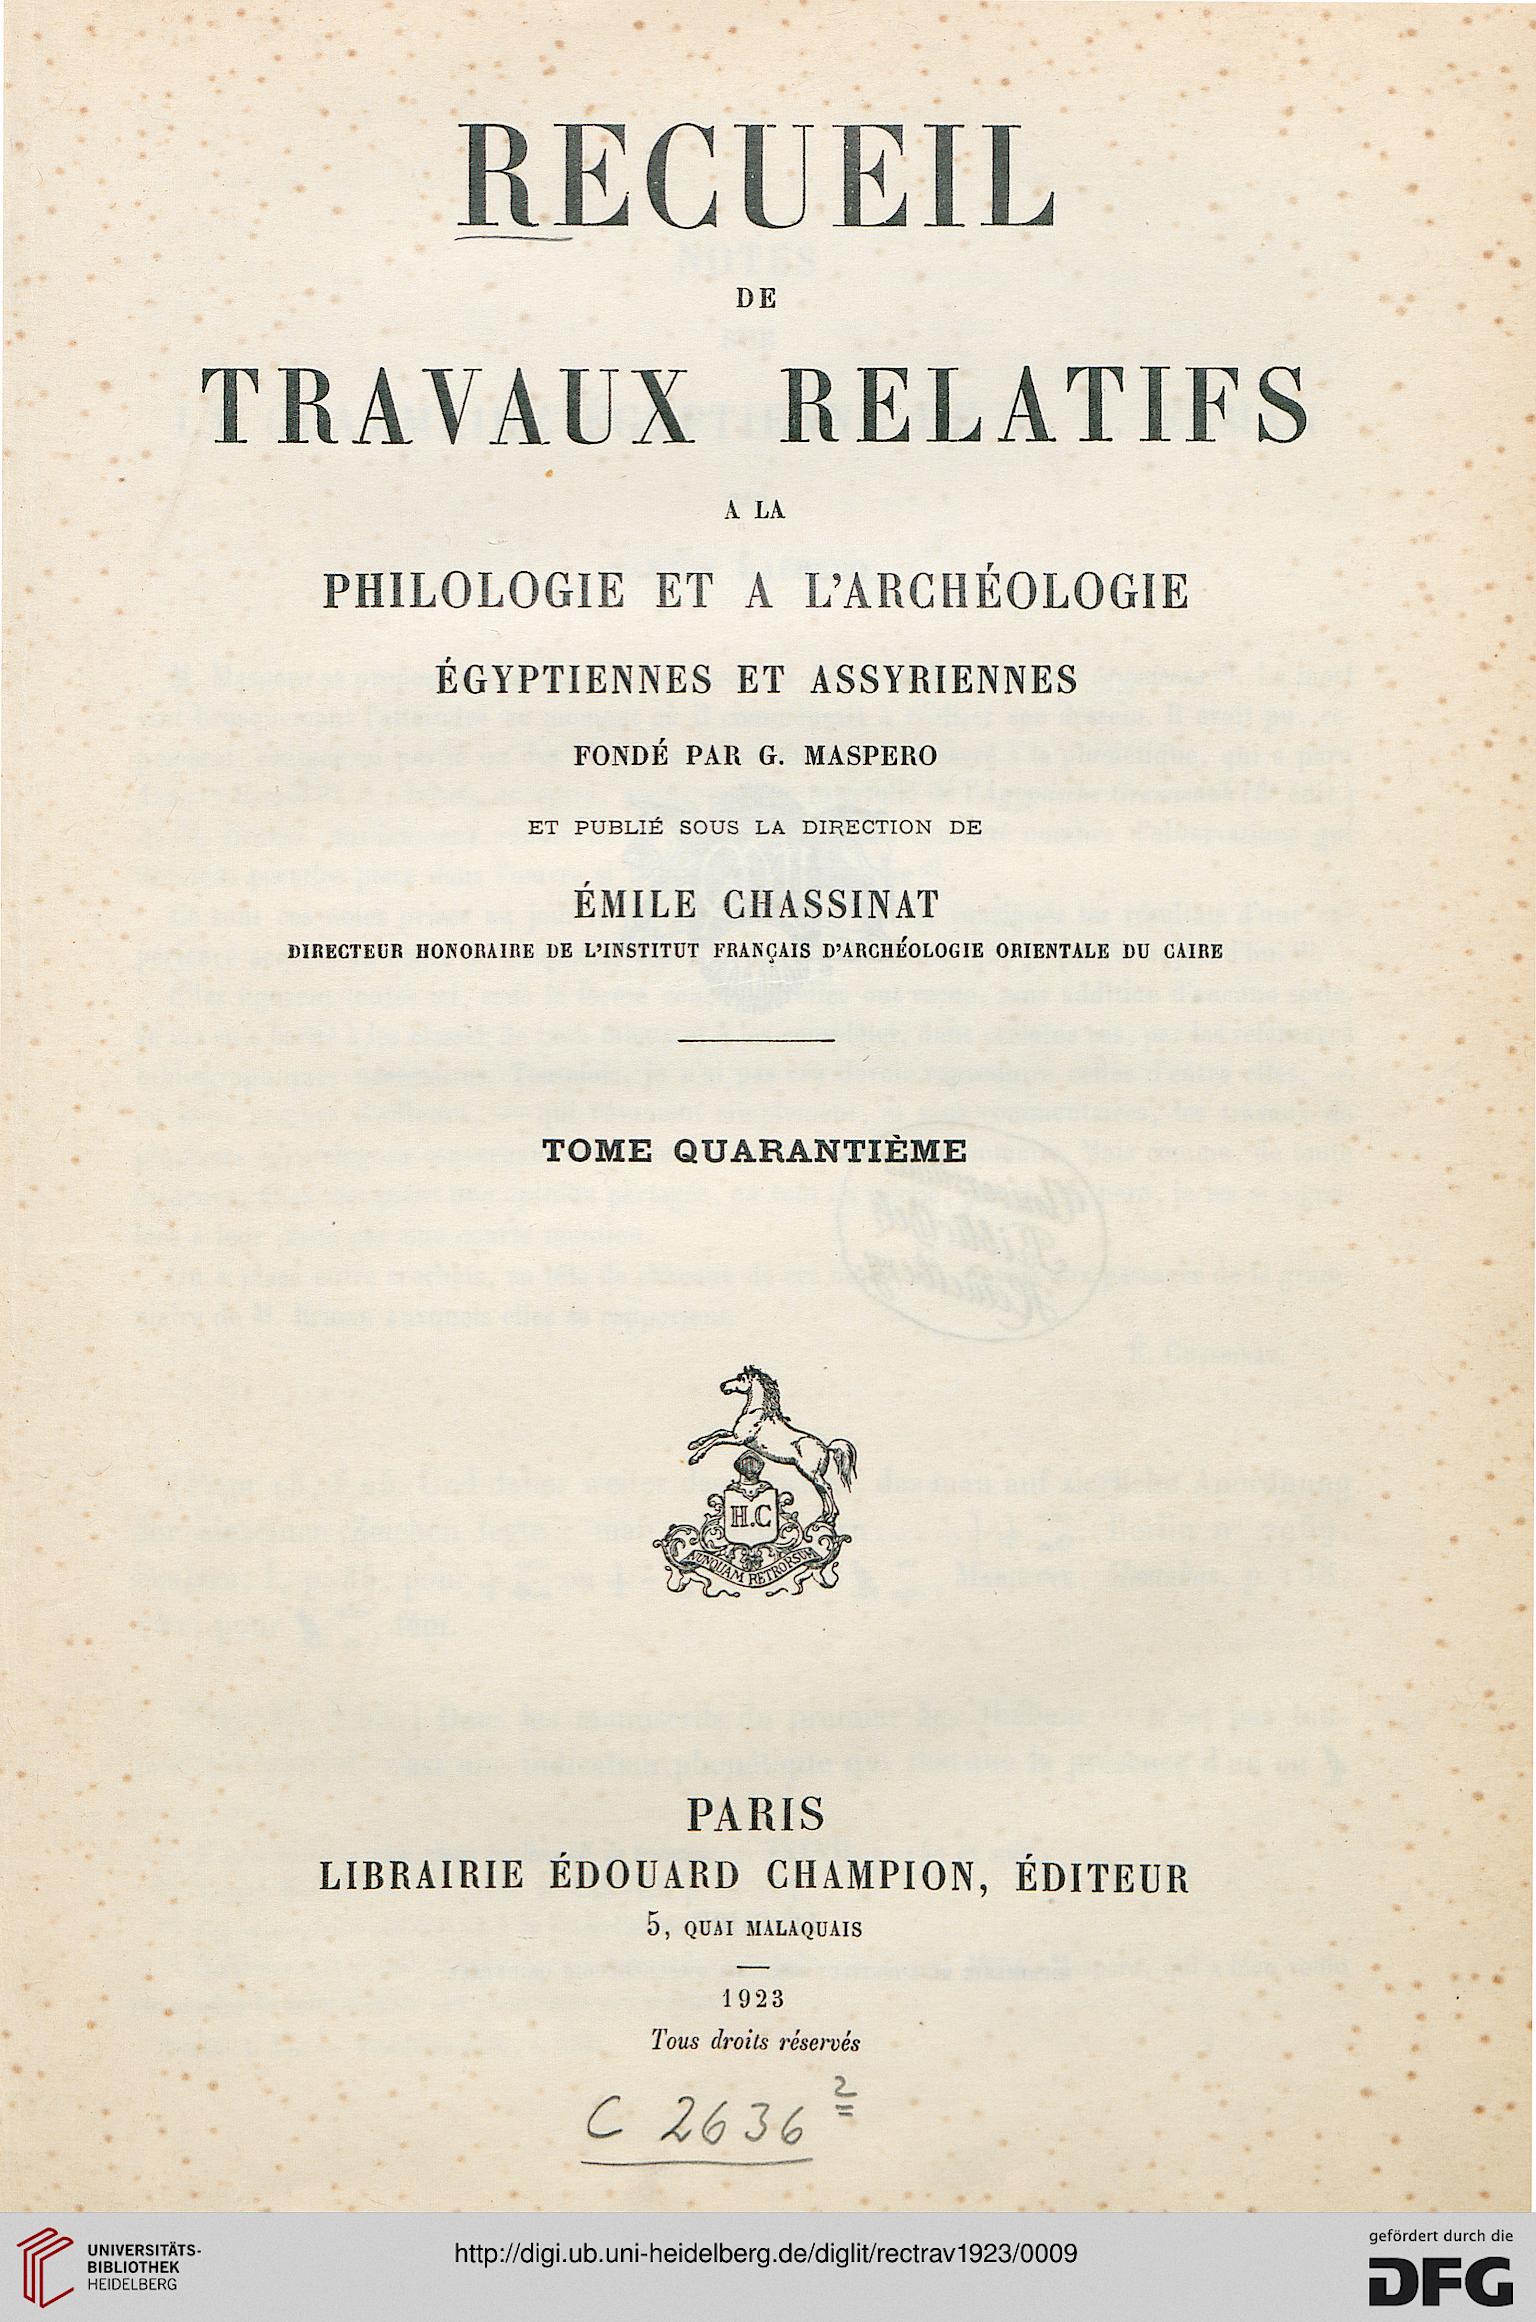 RECUEIL
DE
TRAVAUX RELATIFS
A LA
PHILOLOGIE ET A L'ARCHÉOLOGIE
ÉGYPTIENNES ET ASSYRIENNES
FONDÉ PAR G. MASPERO
ET PUBLIÉ SOUS LA DIRECTION DE
ÉMILE CHASSINAT
DIRECTEUR HONORAIRE DE L'INSTITUT FRANÇAIS D'ARCHÉOLOGIE ORIENTALE DU CAIRE
TOME QUARANTIÈME
H.C
NUNQUAM RETRORSUM
PARIS
LIBRAIRIE ÉDOUARD CHAMPION, ÉDITEUR
5, QUAI MALAQUAIS
1923
Tous droits réservés
C 2636 2
UNIVERSITÄTS-
BIBLIOTHEK
HEIDELBERG
http://digi.ub.uni-heidelberg.de/diglit/rectrav1923/0009
gefördert durch die
DFG